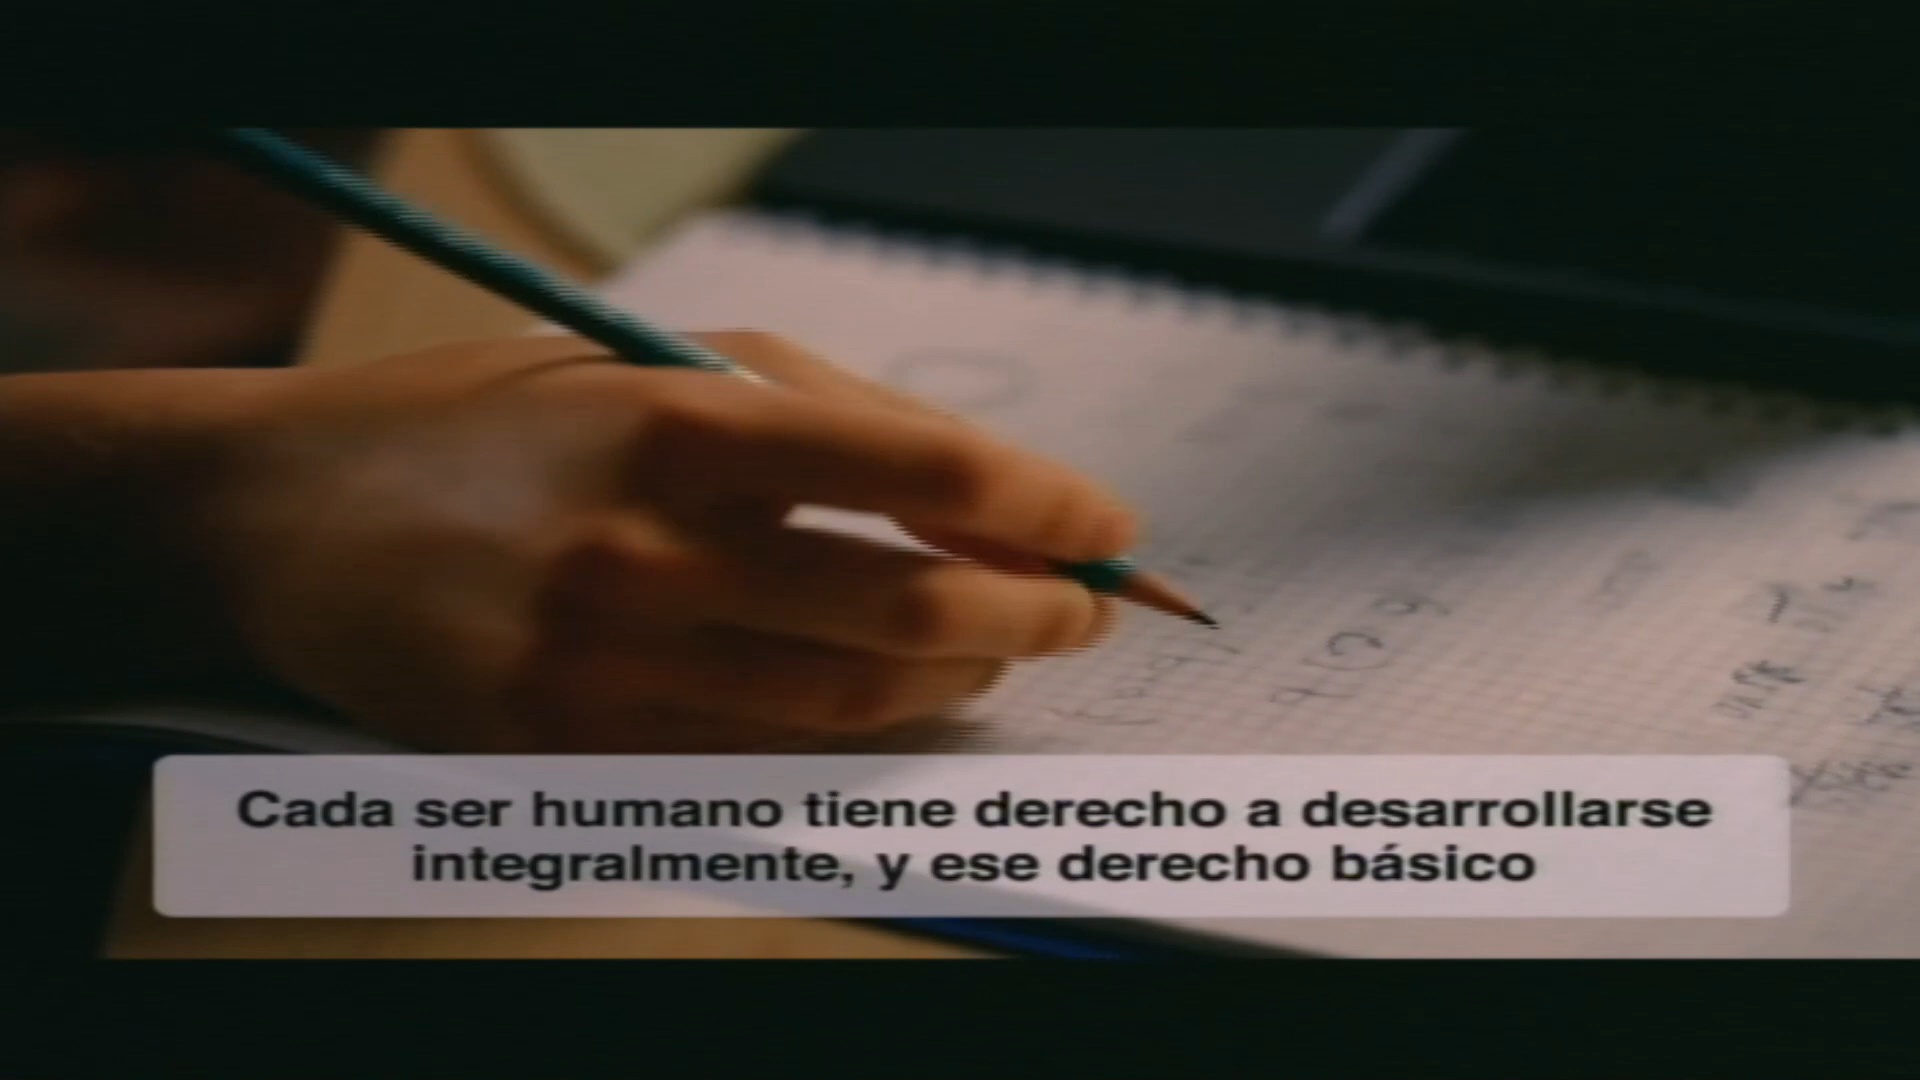 Cada ser humano tiene derecho a desarrollarse
integralmente, y ese derecho básico